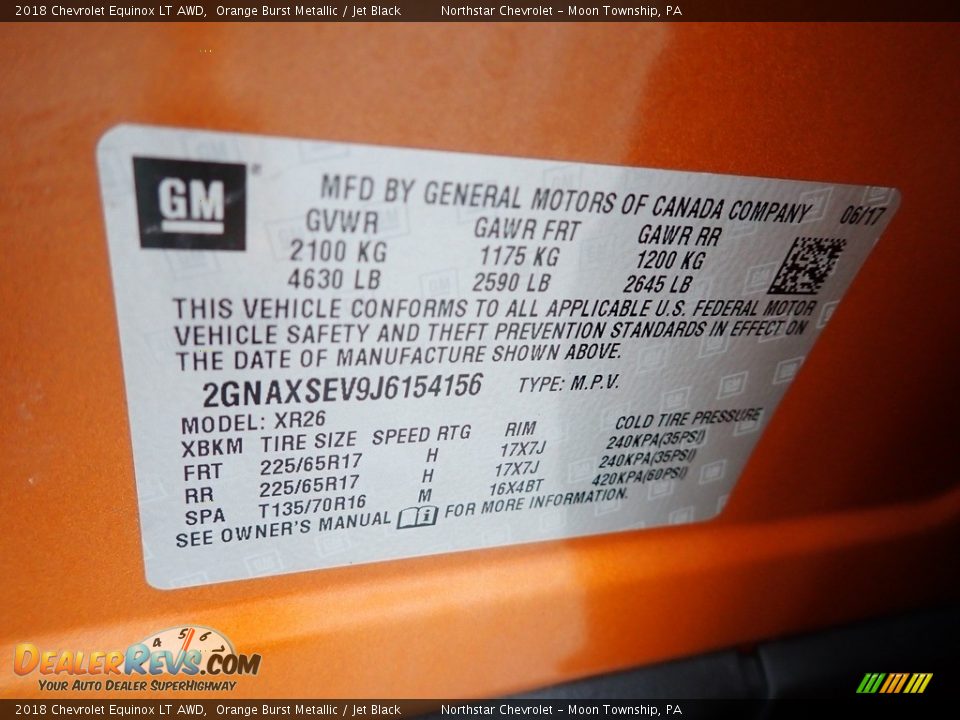 2018 Chevrolet Equinox LT AWD, Orange Burst Metallic / Jet Black Northstar Chevrolet – Moon Township, PA
GM®
MFD BY GENERAL MOTORS OF CANADA COMPANY 06/17
GVWR GAWR FRT GAWR RR
2100 KG 1175 KG 1200 KG
4630 LB 2590 LB 2645 LB
THIS VEHICLE CONFORMS TO ALL APPLICABLE U.S. FEDERAL MOTOR
VEHICLE SAFETY AND THEFT PREVENTION STANDARDS IN EFFECT ON
THE DATE OF MANUFACTURE SHOWN ABOVE.
2GNAXSEV9J6154156 TYPE: M.P.V.
MODEL: XR26
XBKM TIRE SIZE SPEED RTG RIM COLD TIRE PRESSURE
FRT 225/65R17 H 17X7J 240KPA(35PSI)
RR 225/65R17 H 17X7J 240KPA(35PSI)
SPA T135/70R16 M 16X4BT 420KPA(60PSI)
SEE OWNER'S MANUAL i FOR MORE INFORMATION.
4 5 6
DEALERREVS.COM
YOUR AUTO DEALER SUPERHIGHWAY
2018 Chevrolet Equinox LT AWD, Orange Burst Metallic / Jet Black Northstar Chevrolet – Moon Township, PA